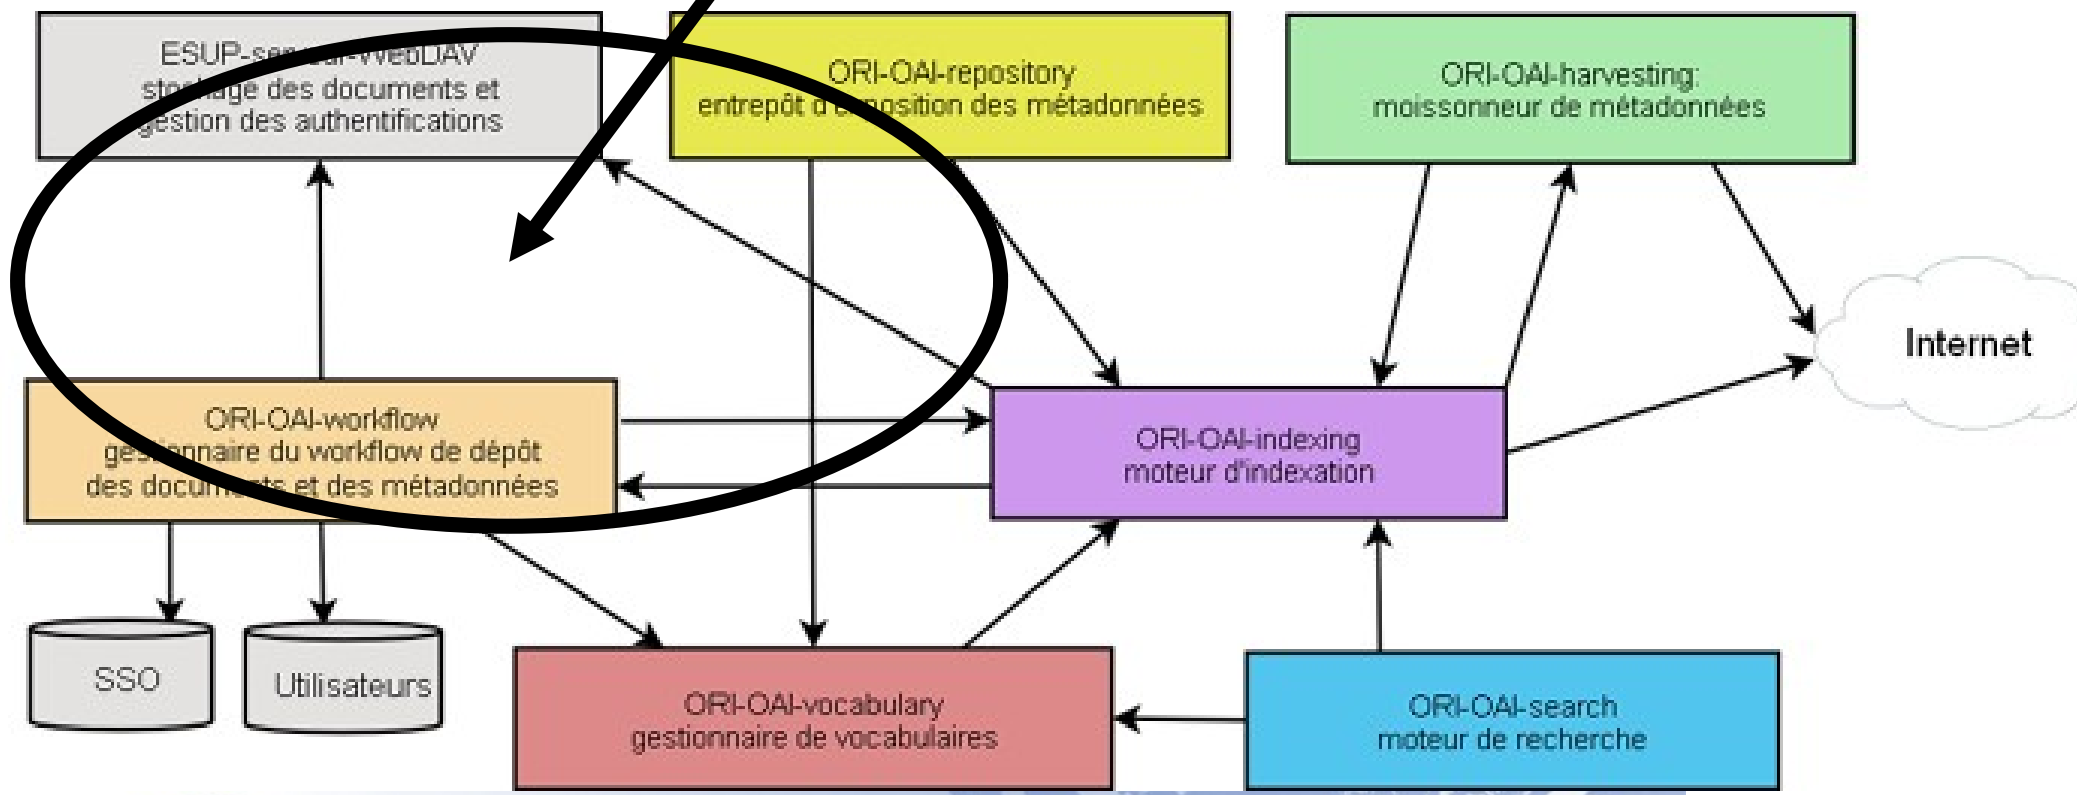 ESUP-serveur-WebDAV
stockage des documents et
gestion des authentifications
ORI-OAI-repository
entrepôt d'exposition des métadonnées
ORI-OAI-harvesting:
moissonneur de métadonnées
Internet
ORI-OAI-workflow
gestionnaire du workflow de dépôt
des documents et des métadonnées
ORI-OAI-indexing
moteur d'indexation
SSO
Utilisateurs
ORI-OAI-vocabulary
gestionnaire de vocabulaires
ORI-OAI-search
moteur de recherche